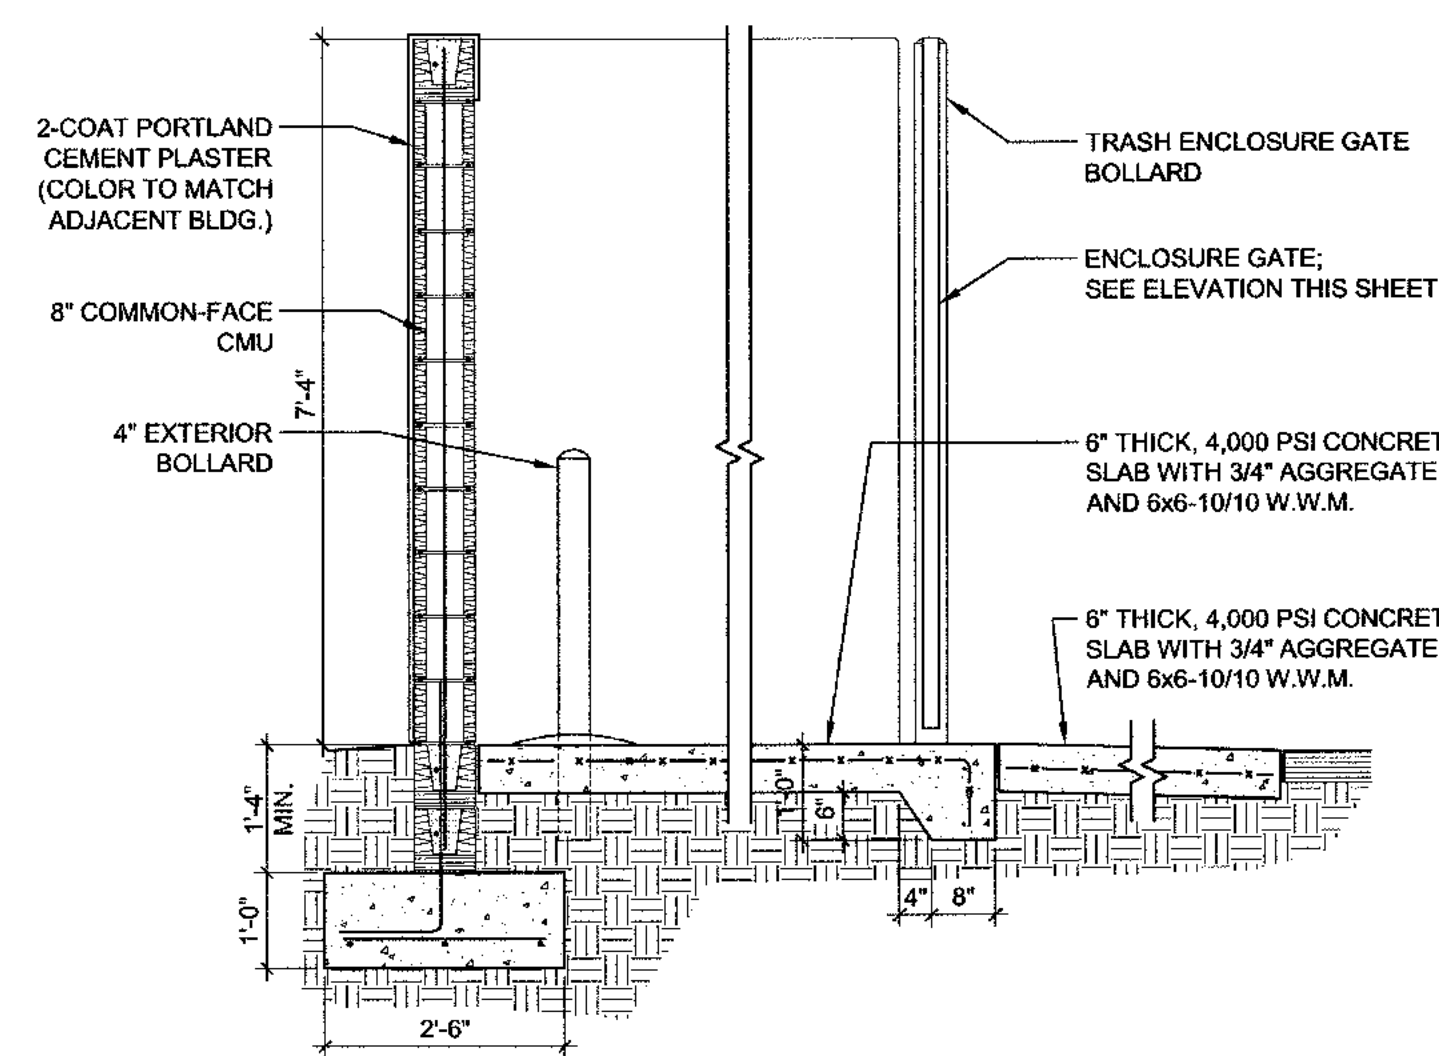 2-COAT PORTLAND
CEMENT PLASTER
(COLOR TO MATCH
ADJACENT BLDG.)
8" COMMON-FACE
CMU
7'-4"
4" EXTERIOR
BOLLARD
TRASH ENCLOSURE GATE
BOLLARD
ENCLOSURE GATE;
SEE ELEVATION THIS SHEET
6" THICK, 4,000 PSI CONCRET
SLAB WITH 3/4" AGGREGATE
AND 6x6-10/10 W.W.M.
6" THICK, 4,000 PSI CONCRET
SLAB WITH 3/4" AGGREGATE
AND 6x6-10/10 W.W.M.
1'-4"
MIN.
1'-0"
2'-6"
6"
4"
8"